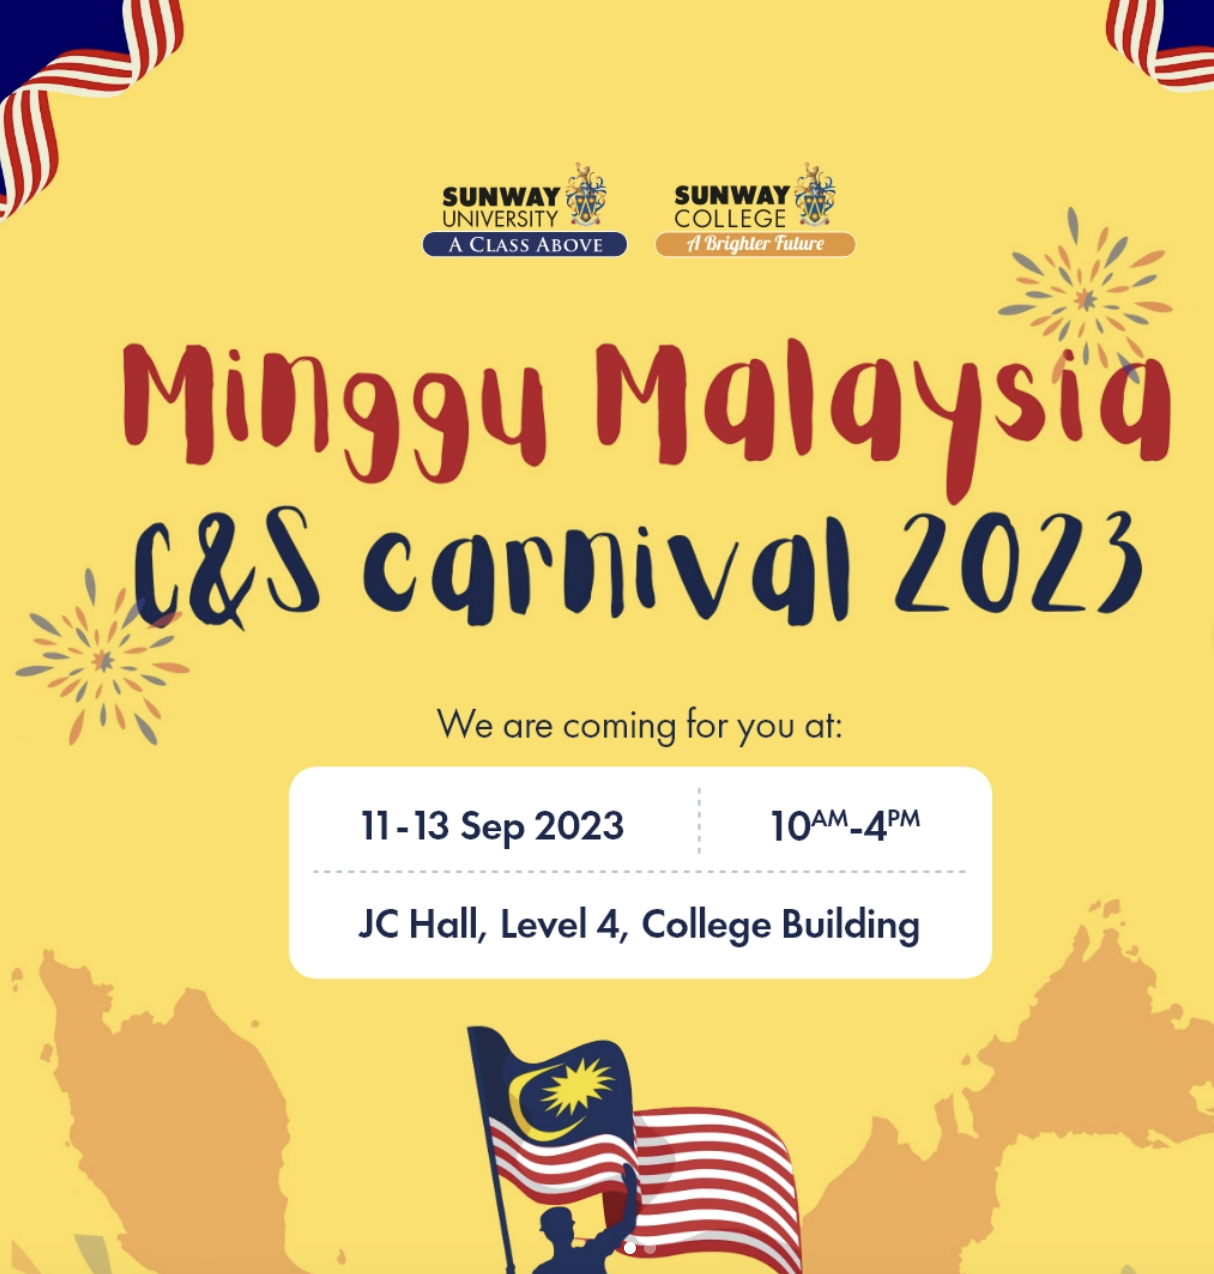 SUNWAY
UNIVERSITY
A CLASS ABOVE
SUNWAY
COLLEGE
A Brighter Future
Minggu Malaysia
C&S carnival 2023
We are coming for you at:
11-13 Sep 2023
10AM-4PM
JC Hall, Level 4, College Building